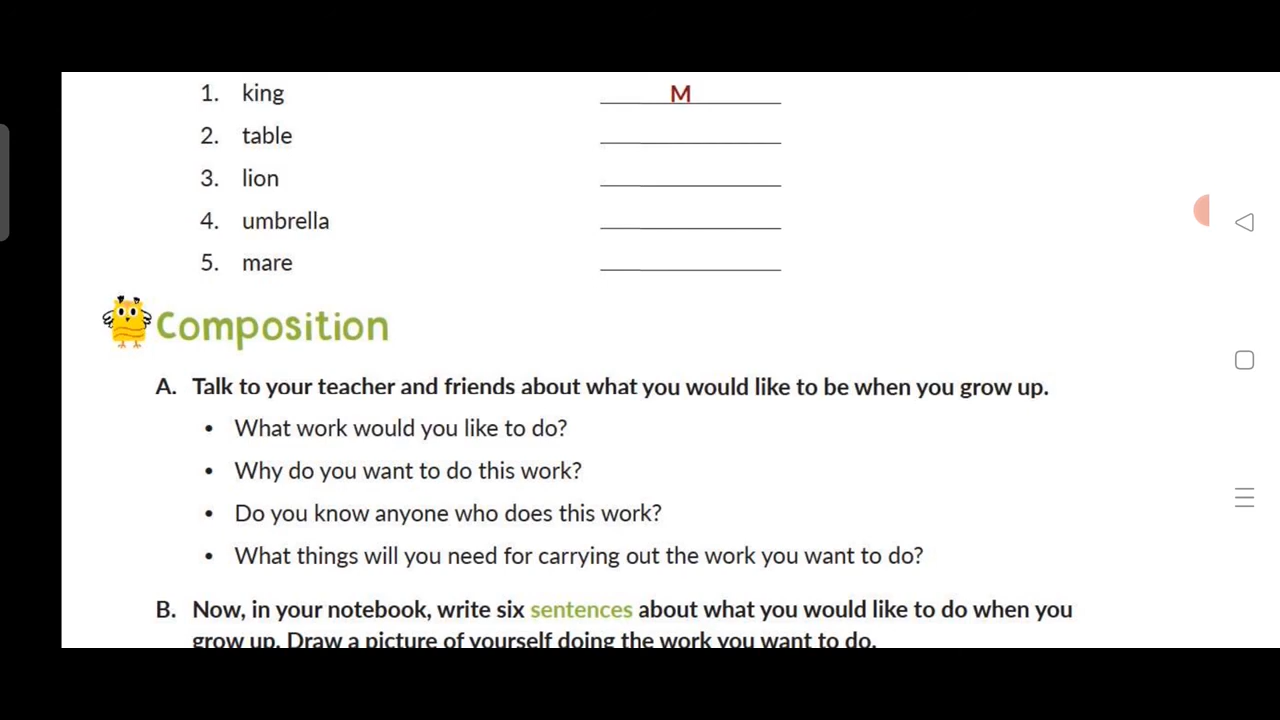 1. king M
2. table
3. lion
4. umbrella
5. mare
Composition
A. Talk to your teacher and friends about what you would like to be when you grow up.
• What work would you like to do?
• Why do you want to do this work?
• Do you know anyone who does this work?
• What things will you need for carrying out the work you want to do?
B. Now, in your notebook, write six sentences about what you would like to do when you
grow up. Draw a picture of yourself doing the work you want to do.